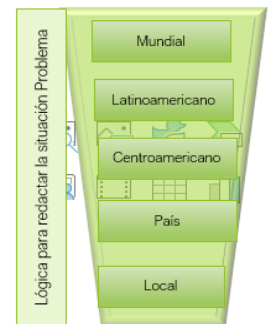 Lógica para redactar la situación Problema
Mundial
Latinoamericano
Centroamericano
País
Local